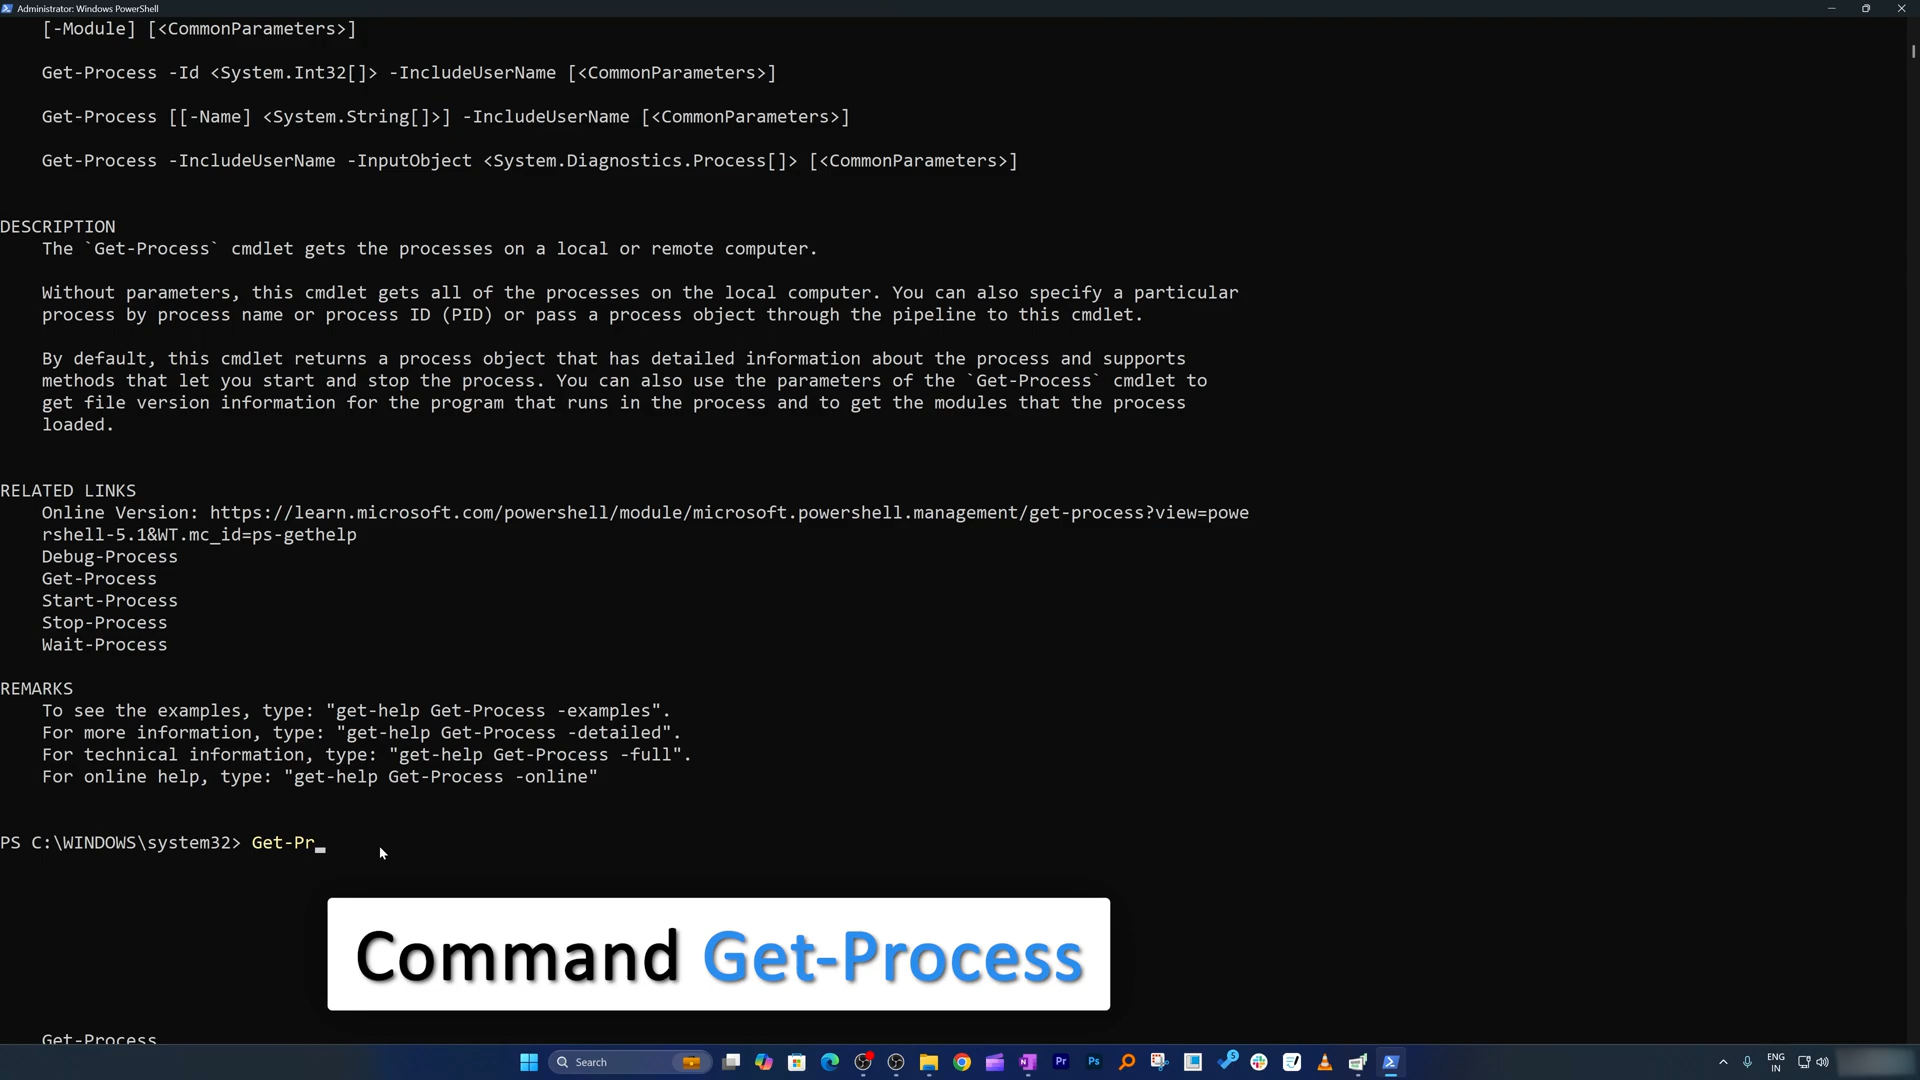 Administrator: Windows PowerShell
[-Module] [<CommonParameters>]
Get-Process -Id <System.Int32[]> -IncludeUserName [<CommonParameters>]
Get-Process [[-Name] <System.String[]>] -IncludeUserName [<CommonParameters>]
Get-Process -IncludeUserName -InputObject <System.Diagnostics.Process[]> [<CommonParameters>]
DESCRIPTION
The `Get-Process` cmdlet gets the processes on a local or remote computer.
Without parameters, this cmdlet gets all of the processes on the local computer. You can also specify a particular
process by process name or process ID (PID) or pass a process object through the pipeline to this cmdlet.
By default, this cmdlet returns a process object that has detailed information about the process and supports
methods that let you start and stop the process. You can also use the parameters of the `Get-Process` cmdlet to
get file version information for the program that runs in the process and to get the modules that the process
loaded.
RELATED LINKS
Online Version: https://learn.microsoft.com/powershell/module/microsoft.powershell.management/get-process?view=powe
rshell-5.1&WT.mc_id=ps-gethelp
Debug-Process
Get-Process
Start-Process
Stop-Process
Wait-Process
REMARKS
To see the examples, type: "get-help Get-Process -examples".
For more information, type: "get-help Get-Process -detailed".
For technical information, type: "get-help Get-Process -full".
For online help, type: "get-help Get-Process -online"
PS C:\WINDOWS\system32> Get-Pr_
Command Get-Process
Get-Process
Search
Pr
Ps
5
ENG
IN